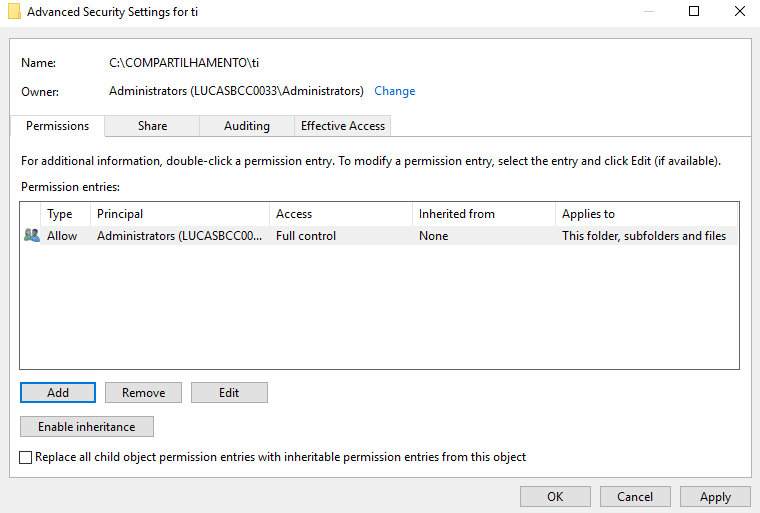 Advanced Security Settings for ti
Name: C:\COMPARTILHAMENTO\ti
Owner: Administrators (LUCASBCC0033\Administrators) Change
Permissions Share Auditing Effective Access
For additional information, double-click a permission entry. To modify a permission entry, select the entry and click Edit (if available).
Permission entries:
Type Principal Access Inherited from Applies to
Allow Administrators (LUCASBCC00... Full control None This folder, subfolders and files
Add Remove Edit
Enable inheritance
Replace all child object permission entries with inheritable permission entries from this object
OK Cancel Apply